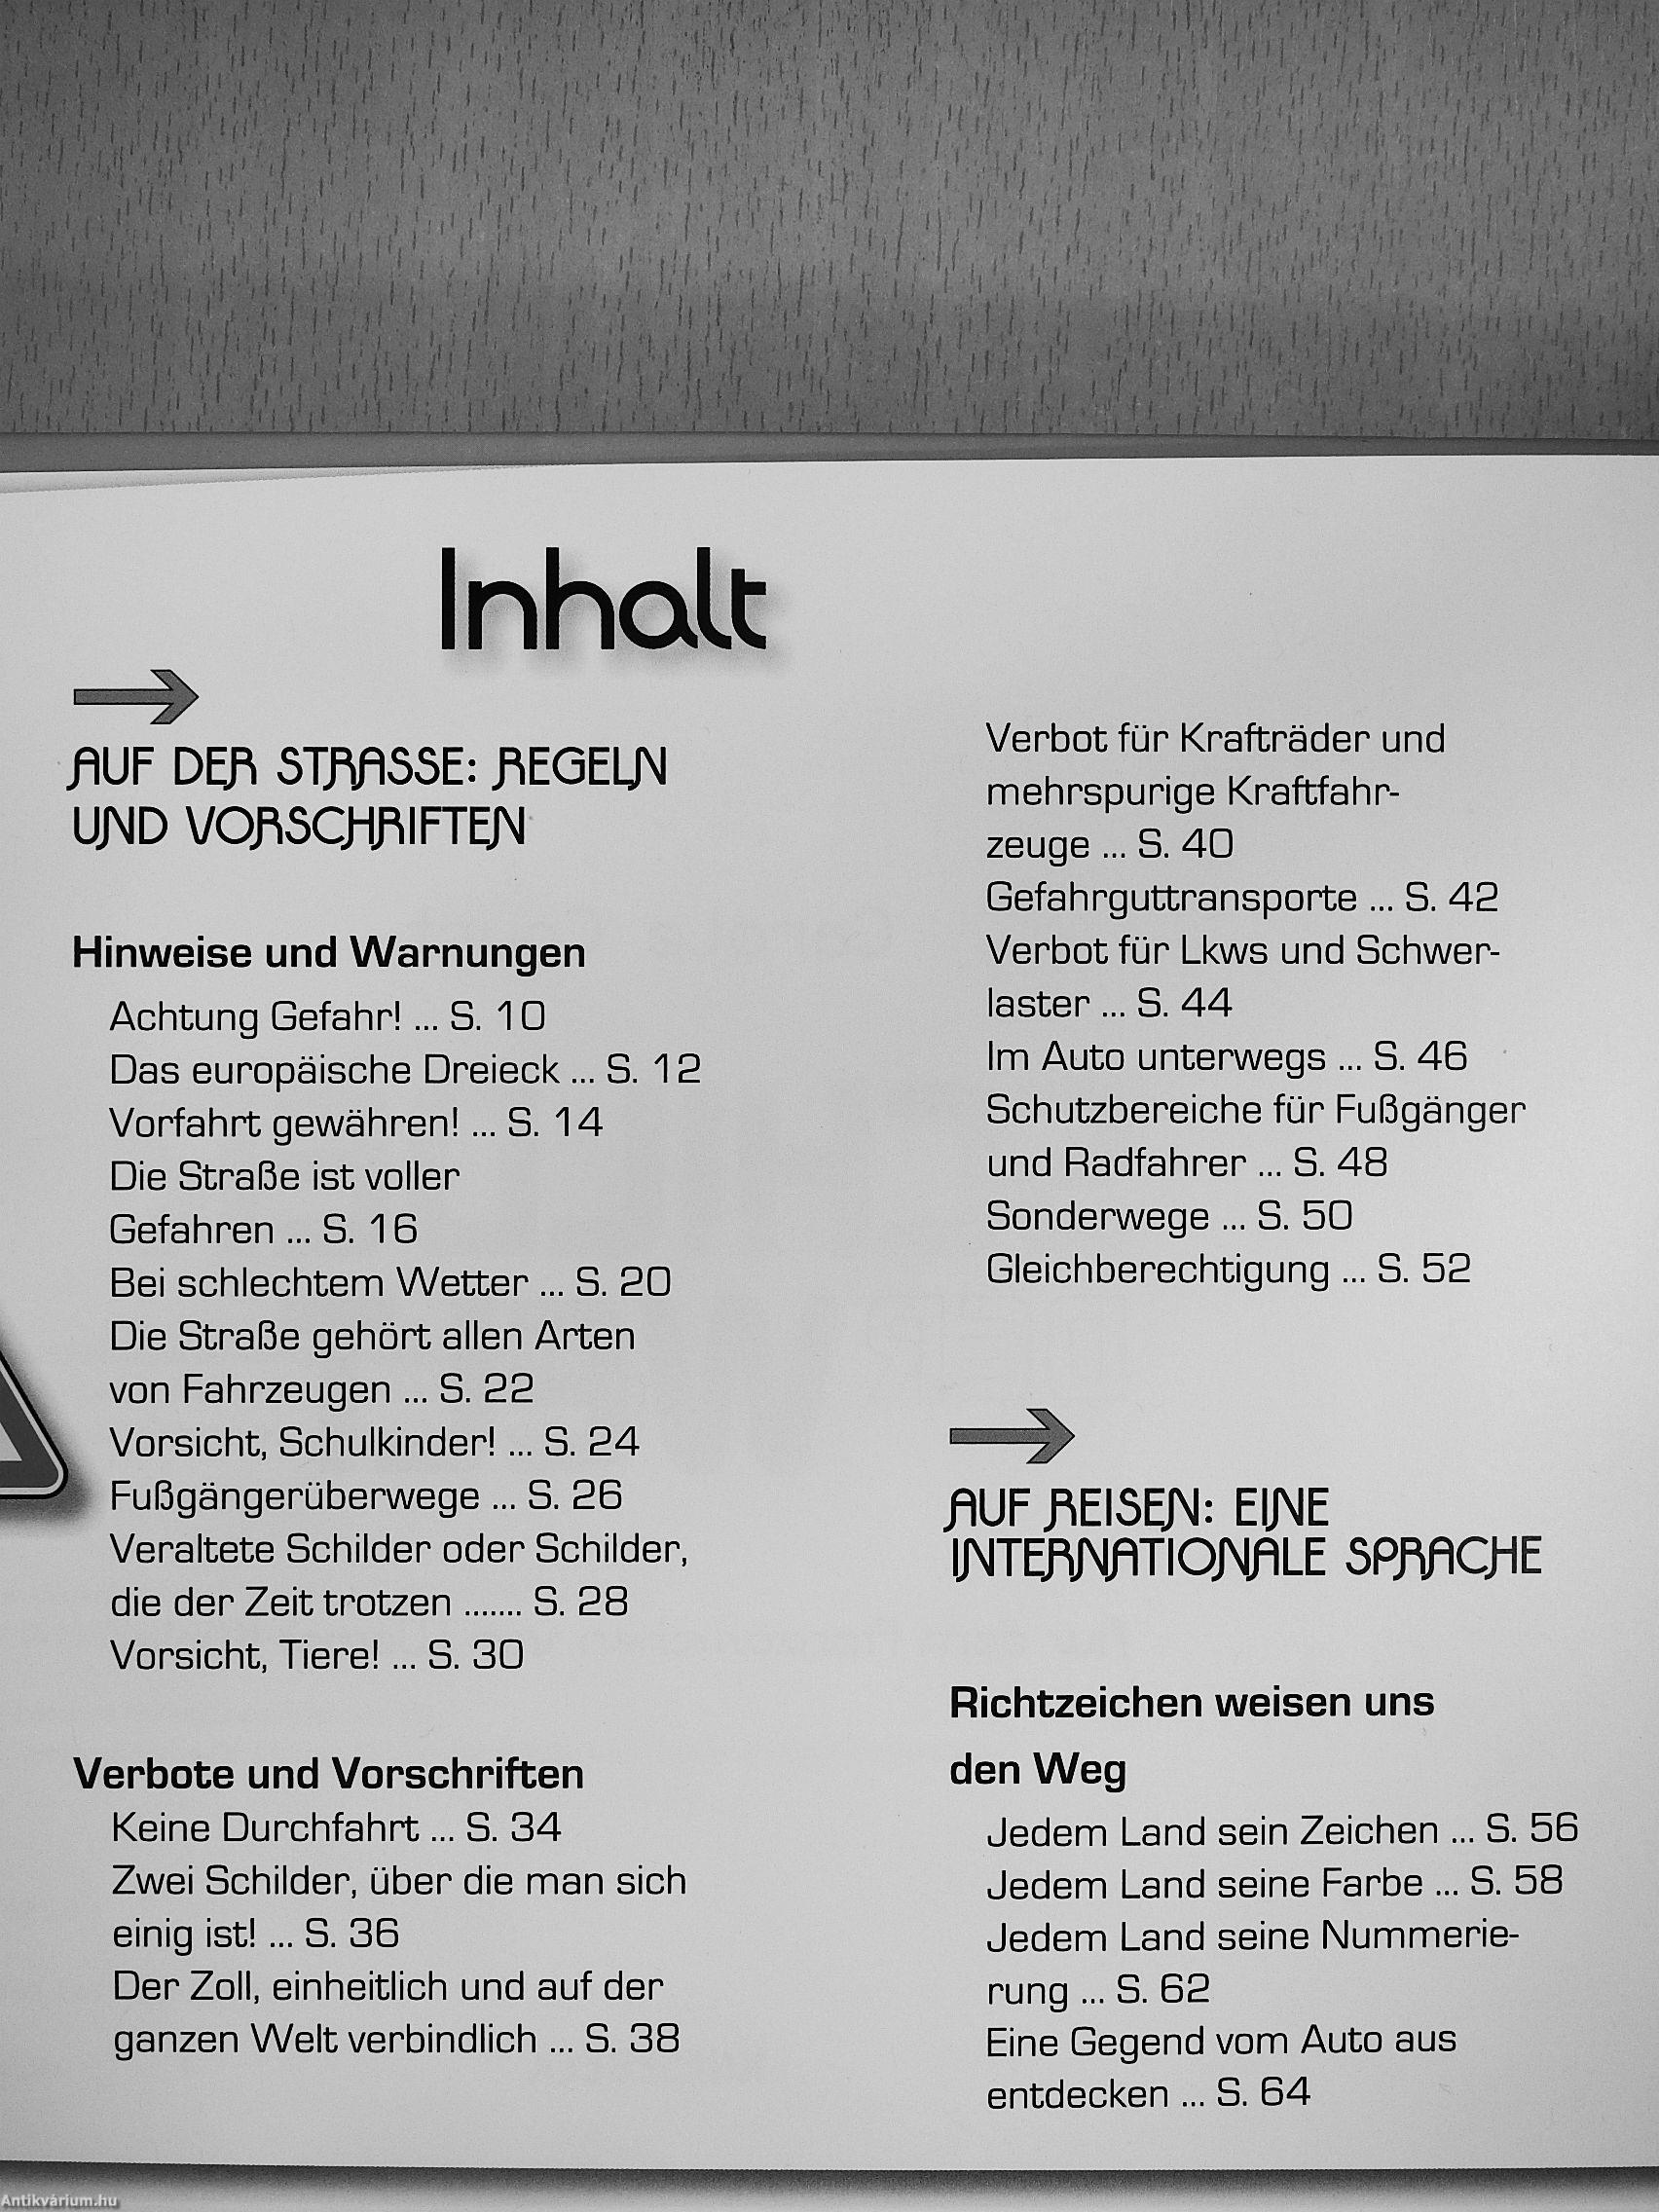 Inhalt
AUF DER STRASSE: REGELN
UND VORSCHRIFTEN
Hinweise und Warnungen
Achtung Gefahr! ... S. 10
Das europäische Dreieck ... S. 12
Vorfahrt gewähren! ... S. 14
Die Straße ist voller
Gefahren ... S. 16
Bei schlechtem Wetter ... S. 20
Die Straße gehört allen Arten
von Fahrzeugen ... S. 22
Vorsicht, Schulkinder! ... S. 24
Fußgängerüberwege ... S. 26
Veraltete Schilder oder Schilder,
die der Zeit trotzen ....... S. 28
Vorsicht, Tiere! ... S. 30
Verbote und Vorschriften
Keine Durchfahrt ... S. 34
Zwei Schilder, über die man sich
einig ist! ... S. 36
Der Zoll, einheitlich und auf der
ganzen Welt verbindlich ... S. 38
Verbot für Krafträder und
mehrspurige Kraftfahr-
zeuge ... S. 40
Gefahrguttransporte ... S. 42
Verbot für Lkws und Schwer-
laster ... S. 44
Im Auto unterwegs ... S. 46
Schutzbereiche für Fußgänger
und Radfahrer ... S. 48
Sonderwege ... S. 50
Gleichberechtigung ... S. 52
AUF REISEN: EINE
INTERNATIONALE SPRACHE
Richtzeichen weisen uns
den Weg
Jedem Land sein Zeichen ... S. 56
Jedem Land seine Farbe ... S. 58
Jedem Land seine Nummerie-
rung ... S. 62
Eine Gegend vom Auto aus
entdecken ... S. 64
Antikvárium.hu